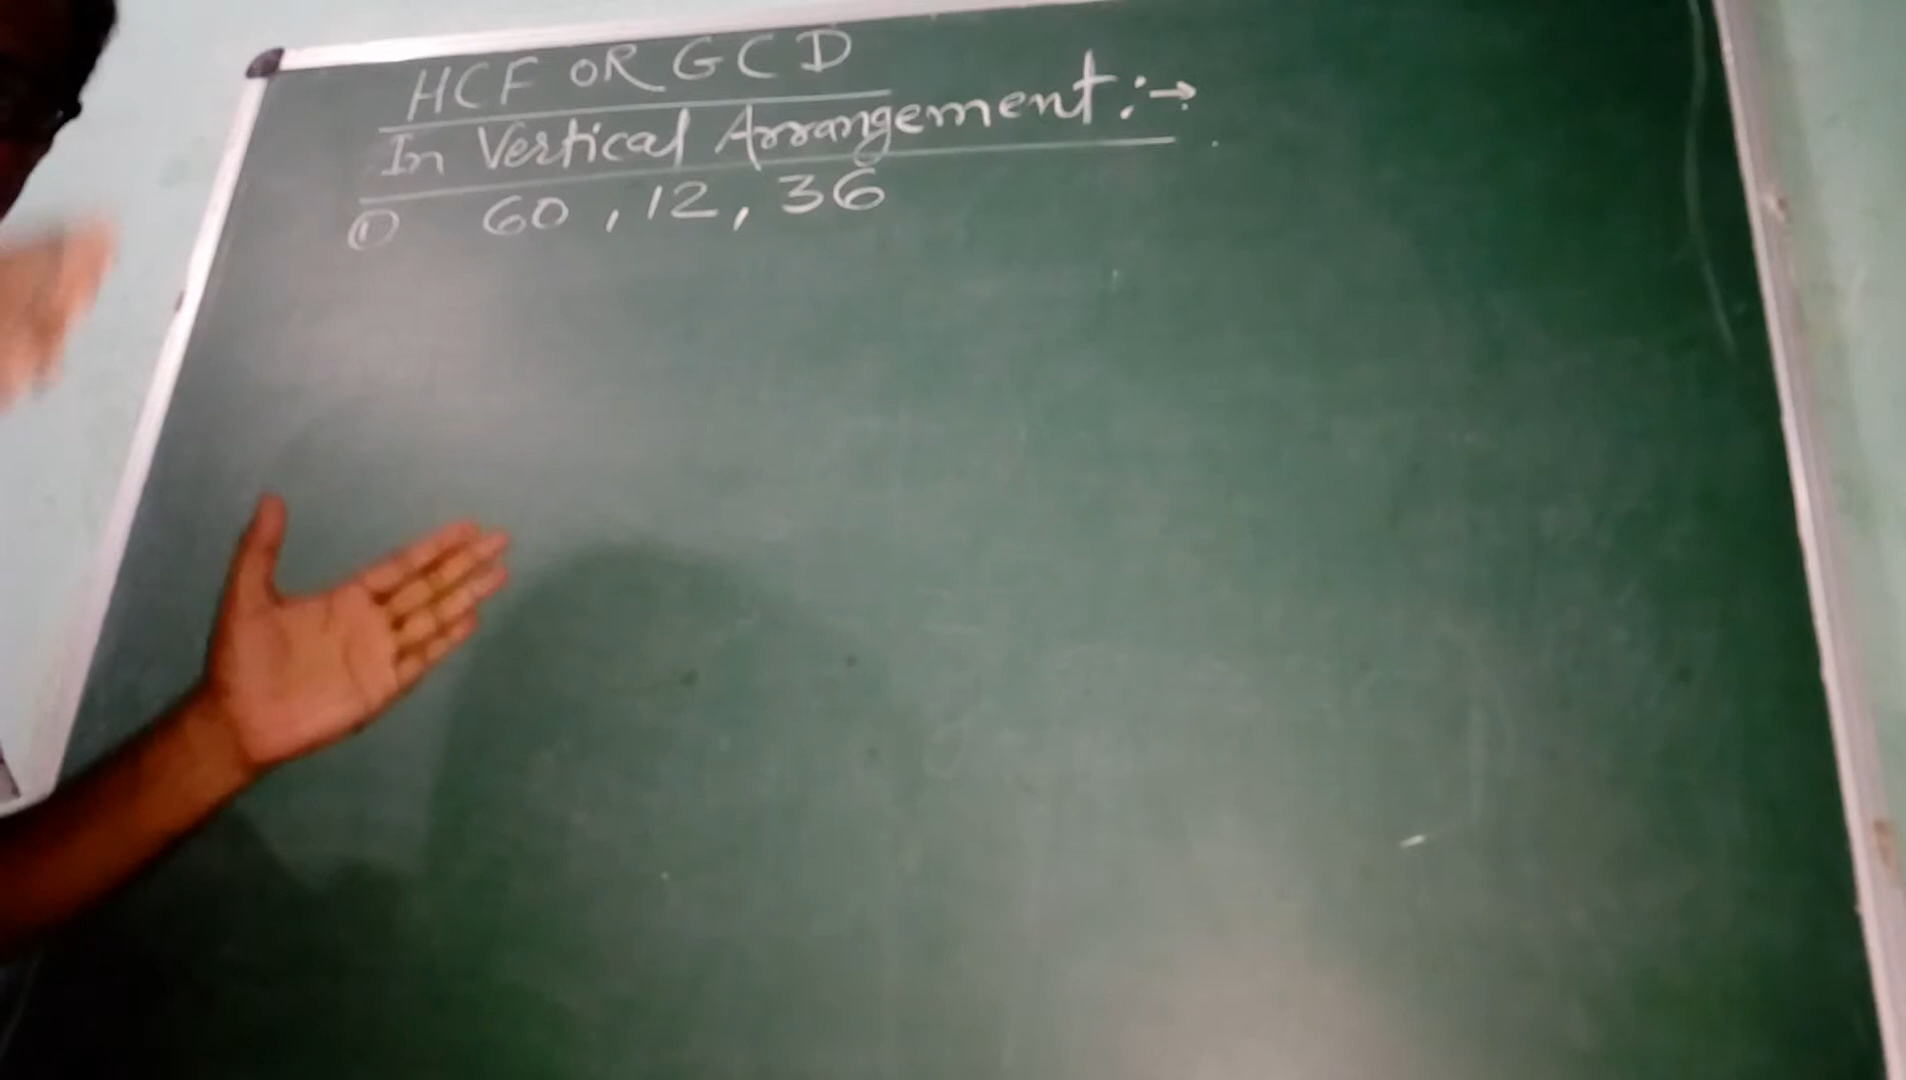 HCF OR GCD
In Vertical Arrangement :→
① 60 , 12 , 36